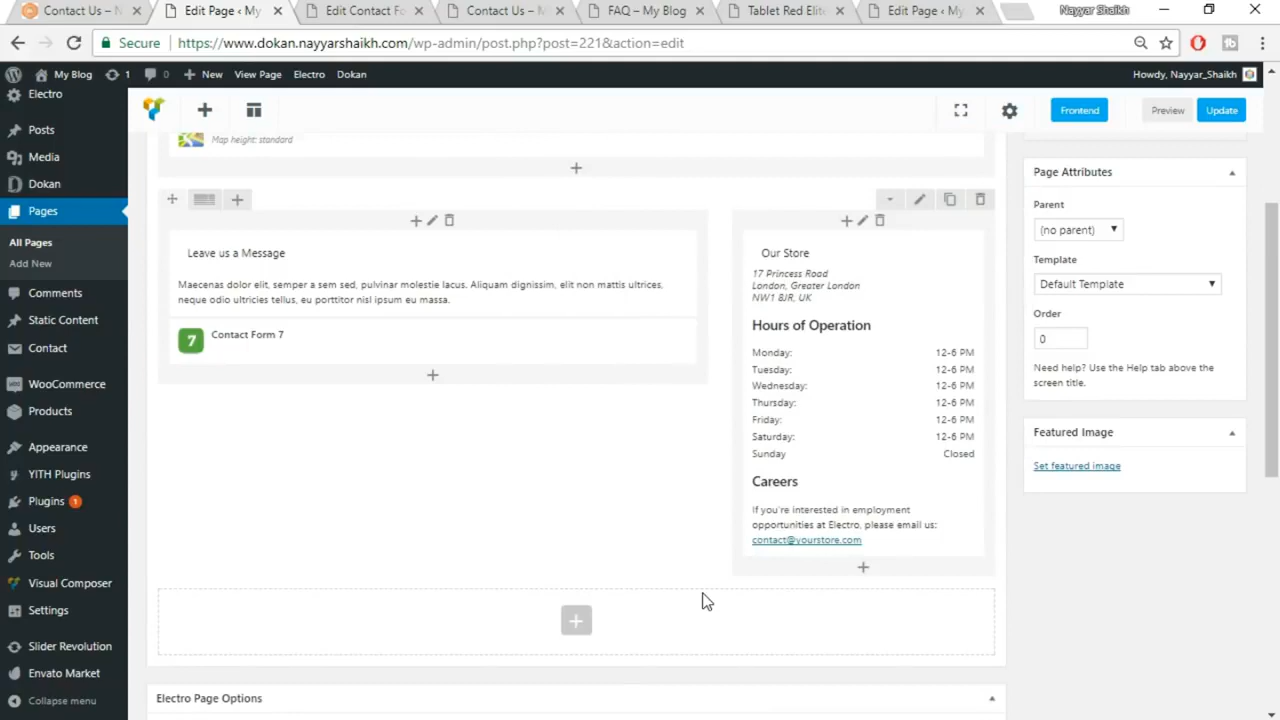 Contact Us – N
Edit Page ‹ My
Edit Contact Fo
Contact Us – M
FAQ – My Blog
Tablet Red Elite
Edit Page ‹ My
Nayyar Shaikh
Secure
https://www.dokan.nayyarshaikh.com/wp-admin/post.php?post=221&action=edit
My Blog
1
0
New
View Page
Electro
Dokan
Howdy, Nayyar_Shaikh
Electro
Posts
Media
Dokan
Pages
All Pages
Add New
Comments
Static Content
Contact
WooCommerce
Products
Appearance
YITH Plugins
Plugins 1
Users
Tools
Visual Composer
Settings
Slider Revolution
Envato Market
Collapse menu
Frontend
Preview
Update
Map height: standard
Leave us a Message
Maecenas dolor elit, semper a sem sed, pulvinar molestie lacus. Aliquam dignissim, elit non mattis ultrices,
neque odio ultricies tellus, eu porttitor nisl ipsum eu massa.
7
Contact Form 7
Our Store
17 Princess Road
London, Greater London
NW1 8JR, UK
Hours of Operation
Monday: 12-6 PM
Tuesday: 12-6 PM
Wednesday: 12-6 PM
Thursday: 12-6 PM
Friday: 12-6 PM
Saturday: 12-6 PM
Sunday Closed
Careers
If you're interested in employment
opportunities at Electro, please email us:
contact@yourstore.com
Electro Page Options
Page Attributes
Parent
(no parent)
Template
Default Template
Order
0
Need help? Use the Help tab above the
screen title.
Featured Image
Set featured image